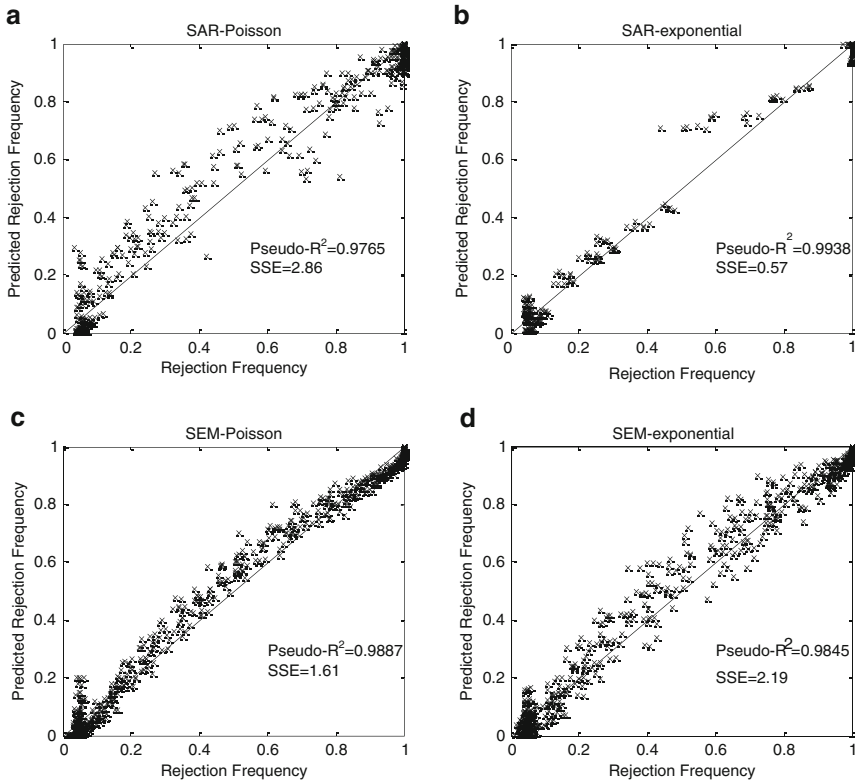 a
SAR-Poisson
1
0.8
0.6
0.4
0.2
0
Predicted Rejection Frequency
Pseudo-R²=0.9765
SSE=2.86
0 0.2 0.4 0.6 0.8 1
Rejection Frequency
b
SAR-exponential
1
0.8
0.6
0.4
0.2
0
Predicted Rejection Frequency
Pseudo-R²=0.9938
SSE=0.57
0 0.2 0.4 0.6 0.8 1
Rejection Frequency
c
SEM-Poisson
1
0.8
0.6
0.4
0.2
0
Predicted Rejection Frequency
Pseudo-R²=0.9887
SSE=1.61
0 0.2 0.4 0.6 0.8 1
Rejection Frequency
d
SEM-exponential
1
0.8
0.6
0.4
0.2
0
Predicted Rejection Frequency
Pseudo-R²=0.9845
SSE=2.19
0 0.2 0.4 0.6 0.8 1
Rejection Frequency